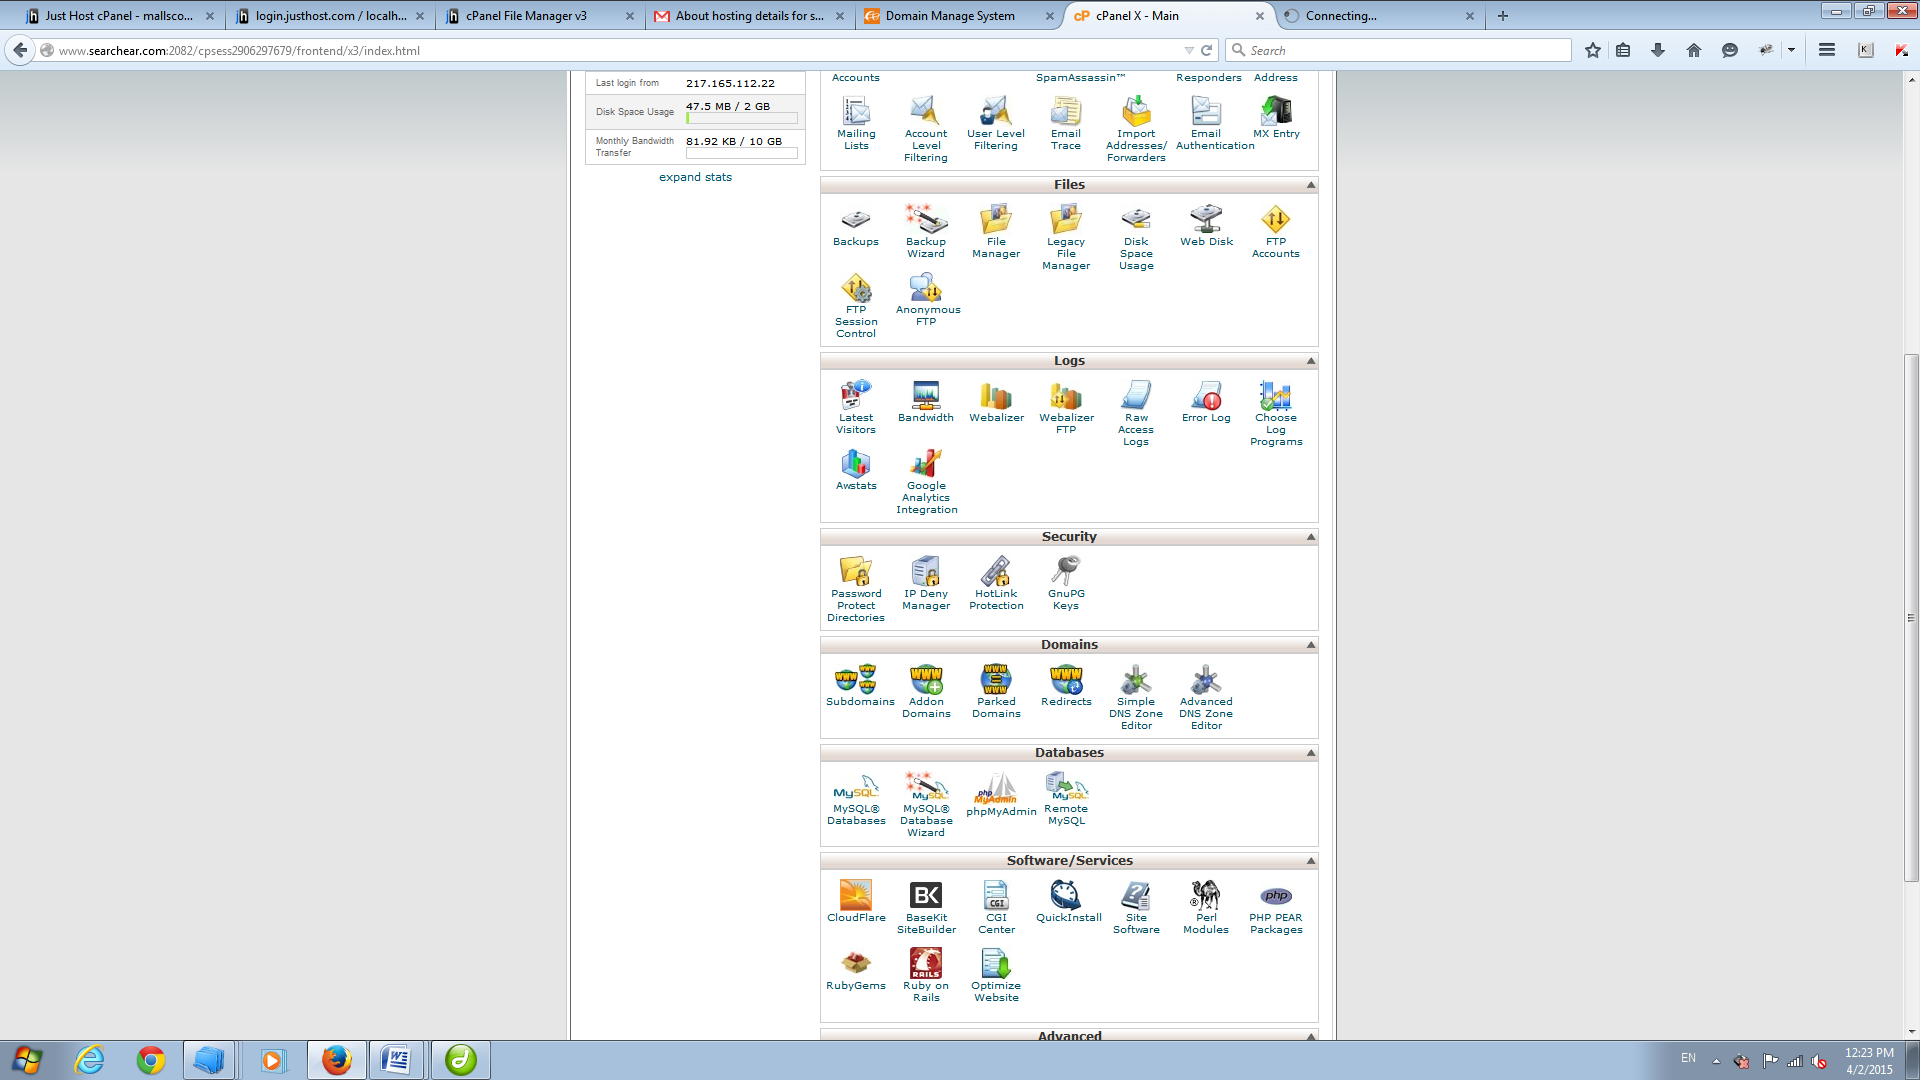 Just Host cPanel - mallsco...
login.justhost.com / localh...
cPanel File Manager v3
About hosting details for s...
Domain Manage System
cP cPanel X - Main
Connecting...
www.searchear.com:2082/cpsess2906297679/frontend/x3/index.html
Search
Last login from 217.165.112.22
Disk Space Usage 47.5 MB / 2 GB
Monthly Bandwidth Transfer 81.92 KB / 10 GB
expand stats
Accounts
SpamAssassin™
Responders
Address
Mailing Lists
Account Level Filtering
User Level Filtering
Email Trace
Import Addresses/ Forwarders
Email Authentication
MX Entry
Files
Backups
Backup Wizard
File Manager
Legacy File Manager
Disk Space Usage
Web Disk
FTP Accounts
FTP Session Control
Anonymous FTP
Logs
Latest Visitors
Bandwidth
Webalizer
Webalizer FTP
Raw Access Logs
Error Log
Choose Log Programs
Awstats
Google Analytics Integration
Security
Password Protect Directories
IP Deny Manager
HotLink Protection
GnuPG Keys
Domains
Subdomains
Addon Domains
Parked Domains
Redirects
Simple DNS Zone Editor
Advanced DNS Zone Editor
Databases
MySQL® Databases
MySQL® Database Wizard
phpMyAdmin
Remote MySQL
Software/Services
CloudFlare
BK
BaseKit SiteBuilder
CGI
CGI Center
QuickInstall
Site Software
Perl Modules
php
PHP PEAR Packages
RubyGems
RAILS
Ruby on Rails
Optimize Website
Advanced
EN
12:23 PM
4/2/2015